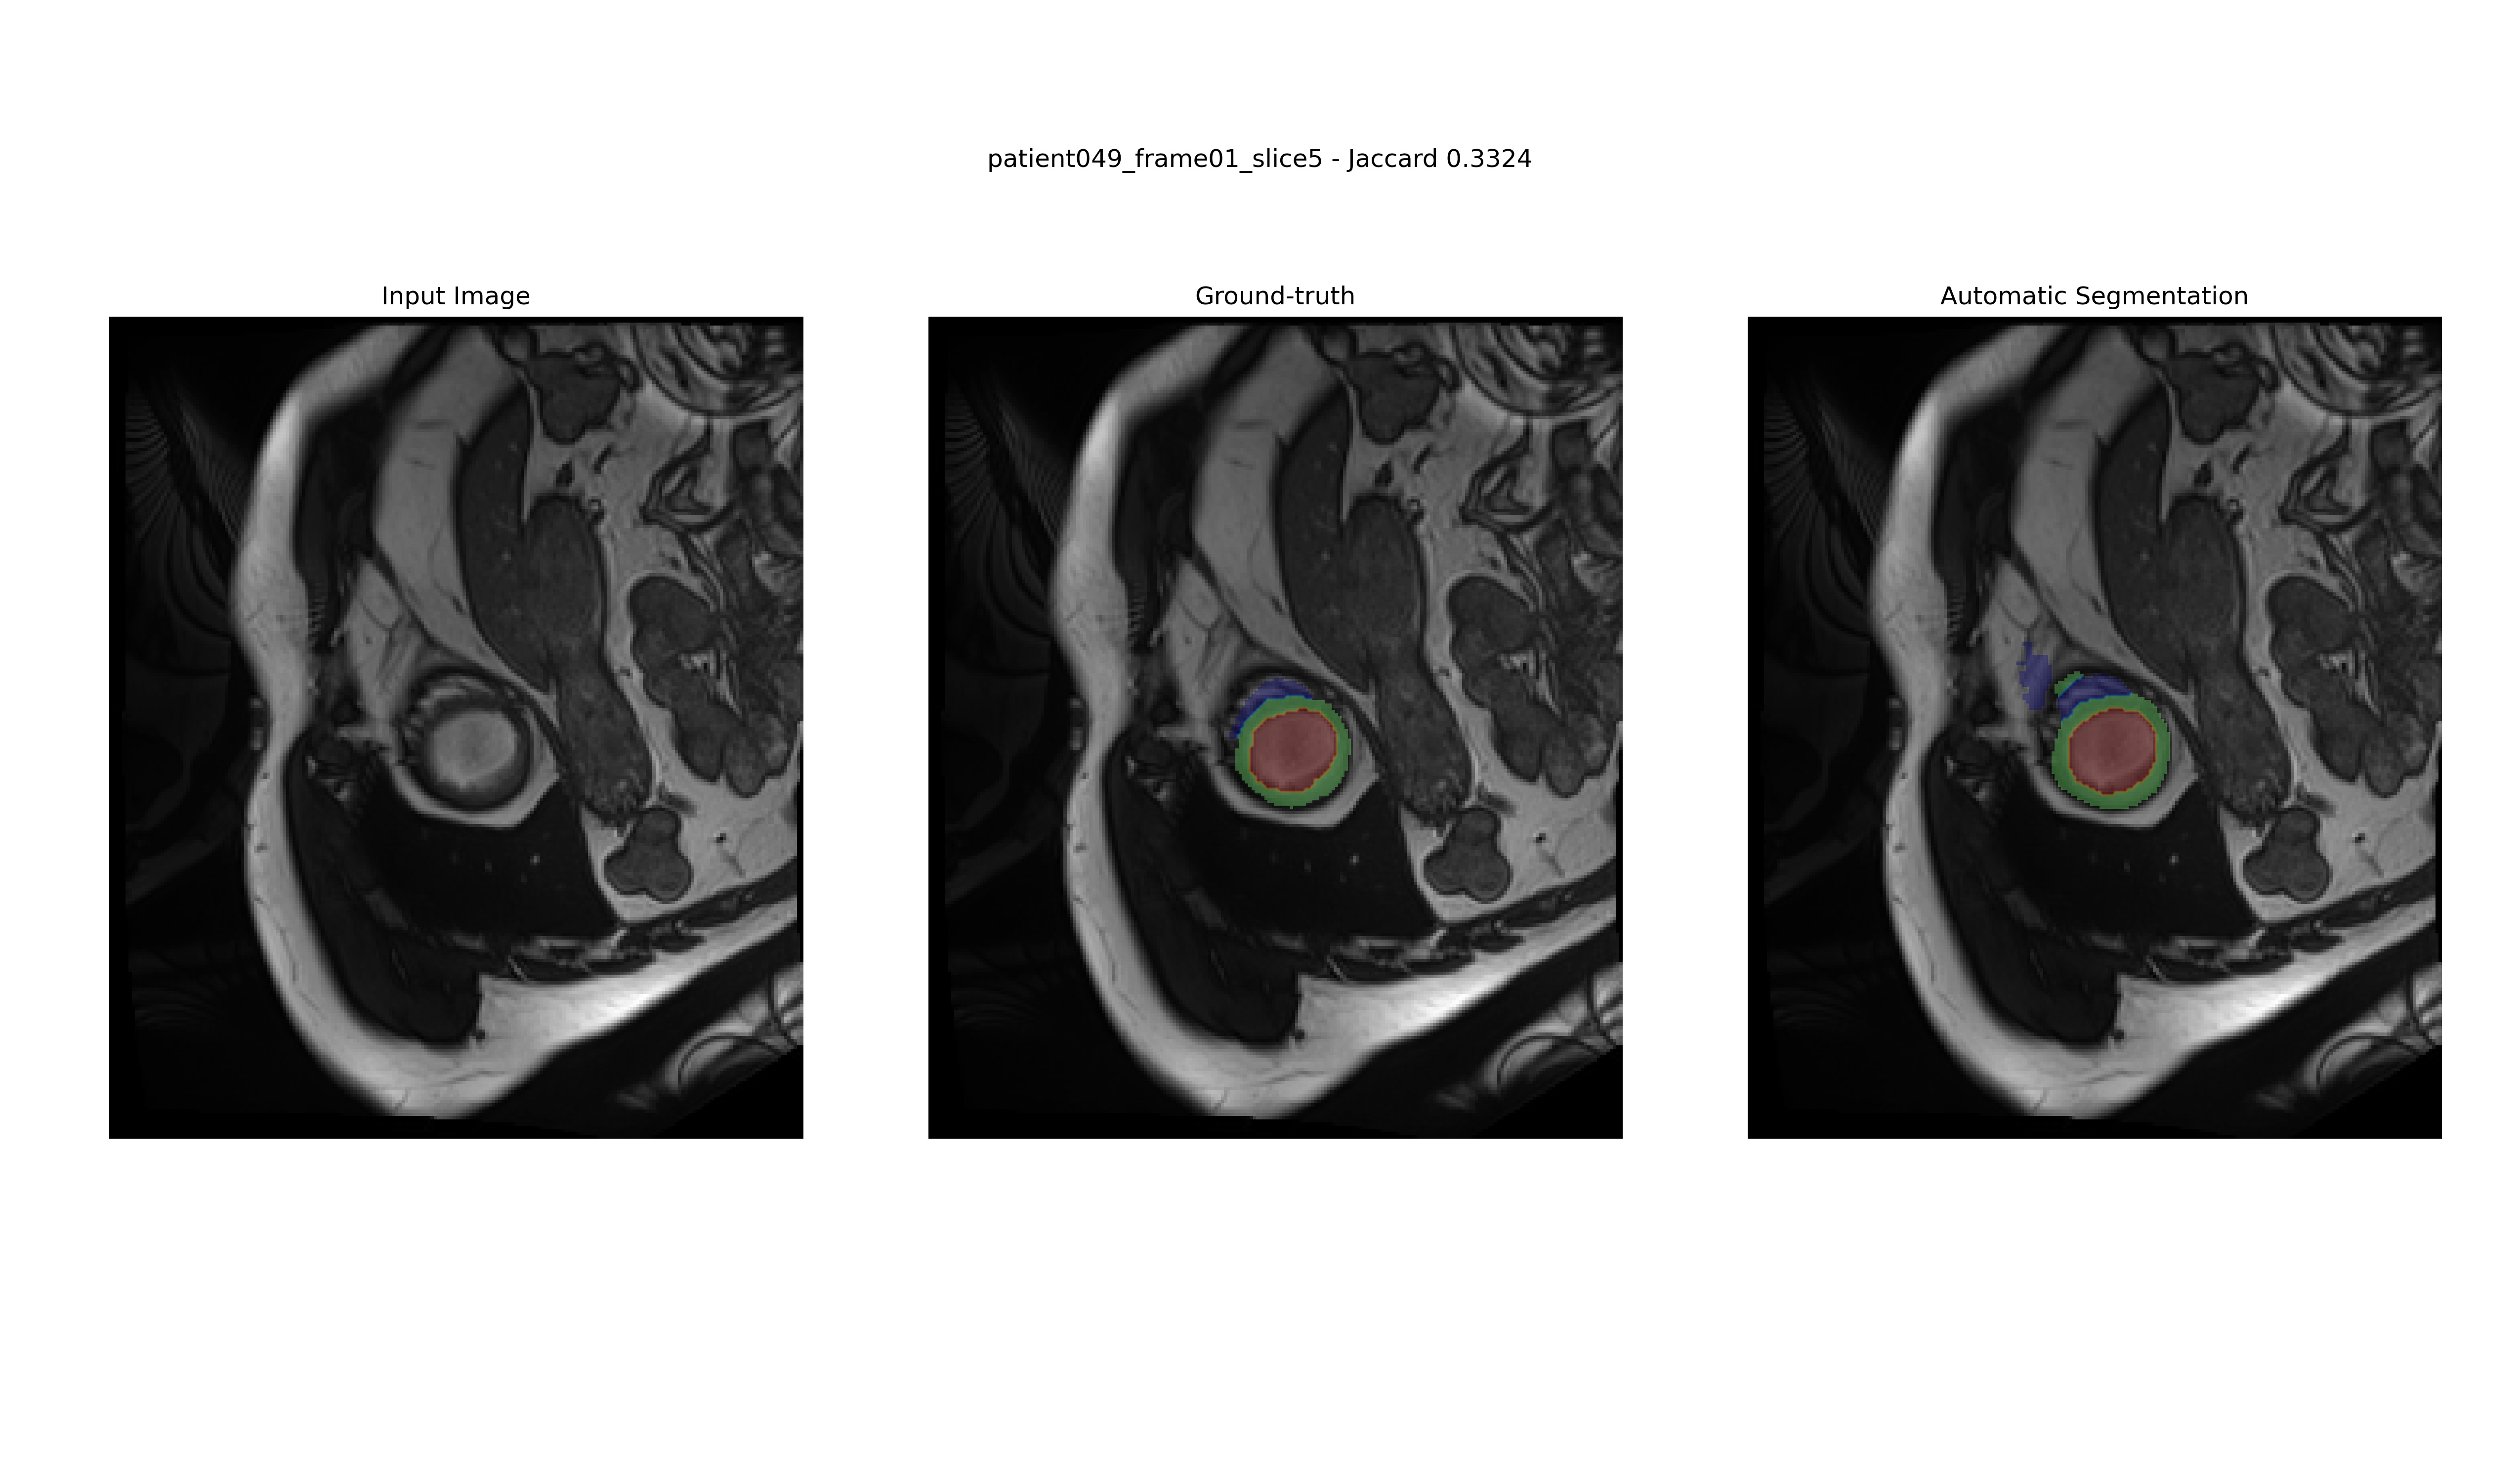 patient049_frame01_slice5 - Jaccard 0.3324
Input Image
Ground-truth
Automatic Segmentation